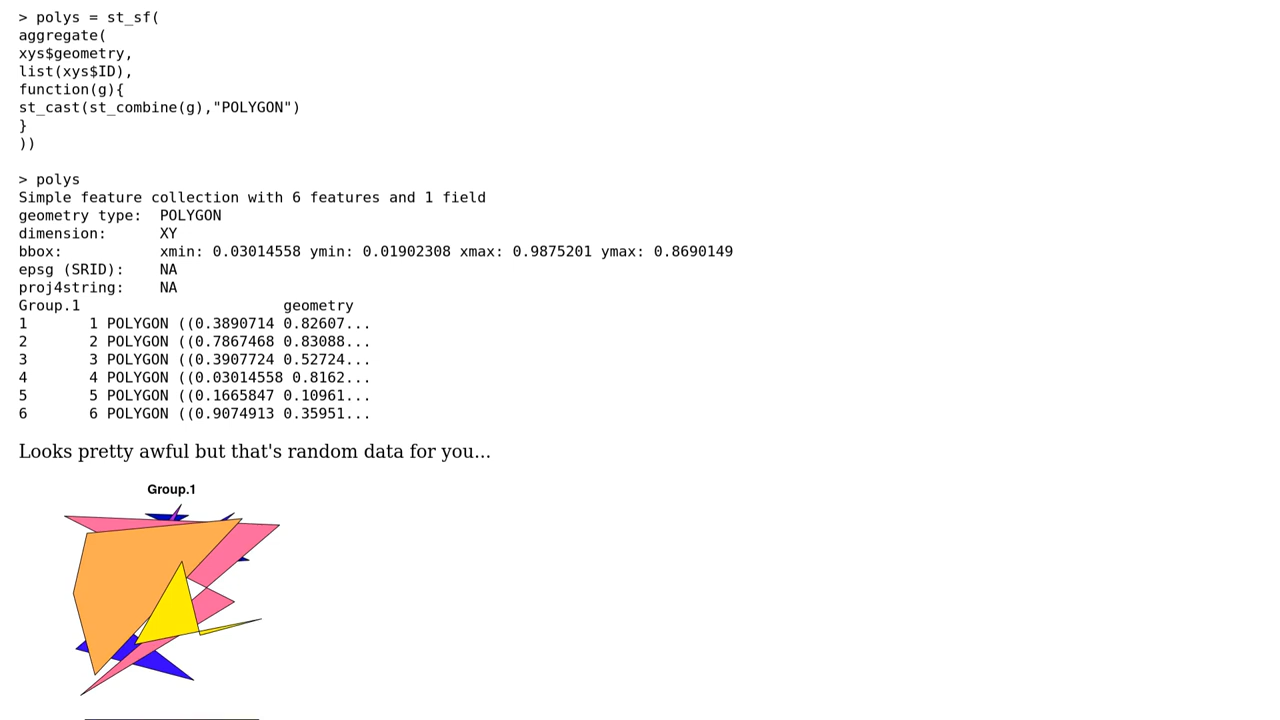 > polys = st_sf(
aggregate(
xys$geometry,
list(xys$ID),
function(g){
st_cast(st_combine(g),"POLYGON")
}
))
> polys
Simple feature collection with 6 features and 1 field
geometry type:  POLYGON
dimension:      XY
bbox:           xmin: 0.03014558 ymin: 0.01902308 xmax: 0.9875201 ymax: 0.8690149
epsg (SRID):    NA
proj4string:    NA
Group.1                       geometry
1       1 POLYGON ((0.3890714 0.82607...
2       2 POLYGON ((0.7867468 0.83088...
3       3 POLYGON ((0.3907724 0.52724...
4       4 POLYGON ((0.03014558 0.8162...
5       5 POLYGON ((0.1665847 0.10961...
6       6 POLYGON ((0.9074913 0.35951...
Looks pretty awful but that's random data for you...
Group.1